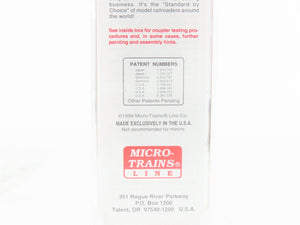 business. It's the "Standard by
Choice" of model railroaders around
the world!
See inside box for coupler testing pro-
cedures and, in some cases, further
painting and assembly hints.
PATENT NUMBERS
Other Patents Pending
Micro-Trains® Line Co.
MADE EXCLUSIVELY IN THE U.S.A.
Not recommended for minors
MICRO-
TRAINS®
LINE
351 Rogue River Parkway
P.O. Box 1200
Talent, OR 97540-1200 U.S.A.